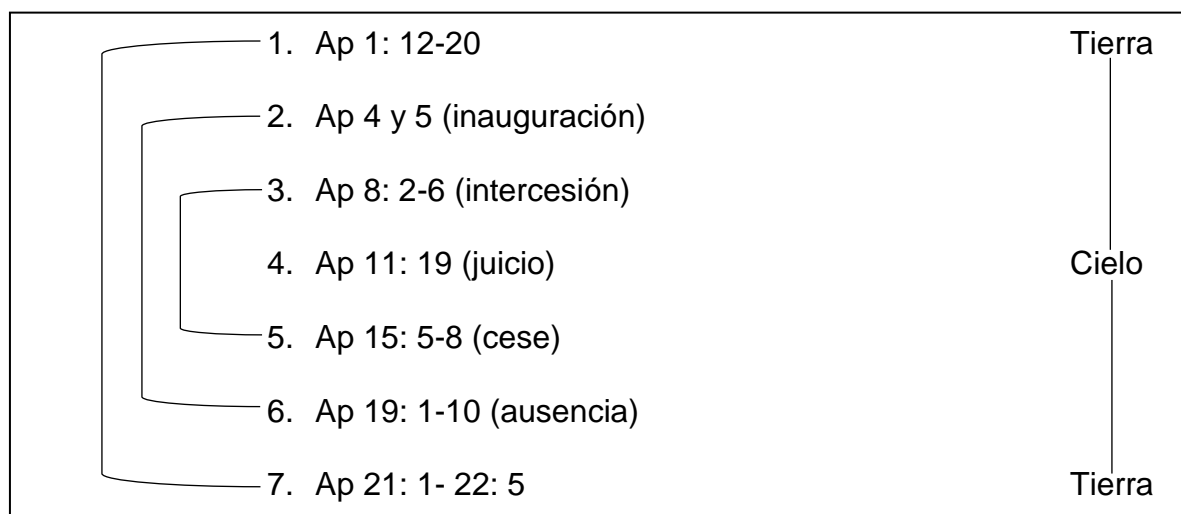 1. Ap 1: 12-20 Tierra
2. Ap 4 y 5 (inauguración)
3. Ap 8: 2-6 (intercesión)
4. Ap 11: 19 (juicio) Cielo
5. Ap 15: 5-8 (cese)
6. Ap 19: 1-10 (ausencia)
7. Ap 21: 1- 22: 5 Tierra